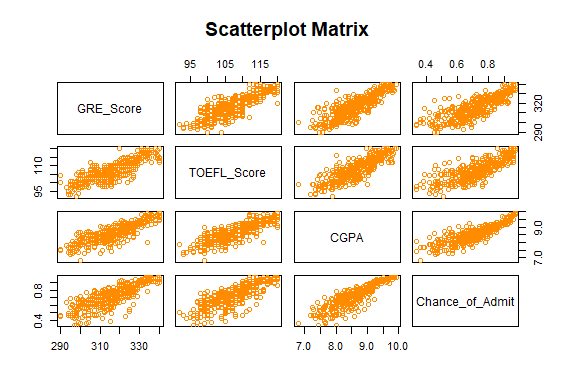 Scatterplot Matrix
95 105 115
0.4 0.6 0.8
GRE_Score
290 320
95 110
TOEFL_Score
CGPA
7.0 9.0
0.4 0.8
Chance_of_Admit
290 310 330
7.0 8.0 9.0 10.0